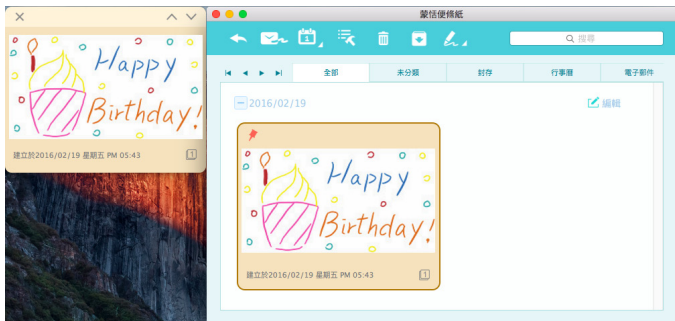 Happy
Birthday!
建立於2016/02/19 星期五 PM 05:43
1
蒙恬便條紙
1
搜尋
全部
未分類
封存
行事曆
電子郵件
2016/02/19
編輯
Happy
Birthday!
建立於2016/02/19 星期五 PM 05:43
1